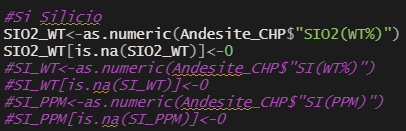 #Si Silicio
SIO2_WT<-as.numeric(Andesite_CHP$"SIO2(WT%)")
SIO2_WT[is.na(SIO2_WT)]<-0
#SI_WT<-as.numeric(Andesite_CHP$"SI(WT%)")
#SI_WT[is.na(SI_WT)]<-0
#SI_PPM<-as.numeric(Andesite_CHP$"SI(PPM)")
#SI_PPM[is.na(SI_PPM)]<-0